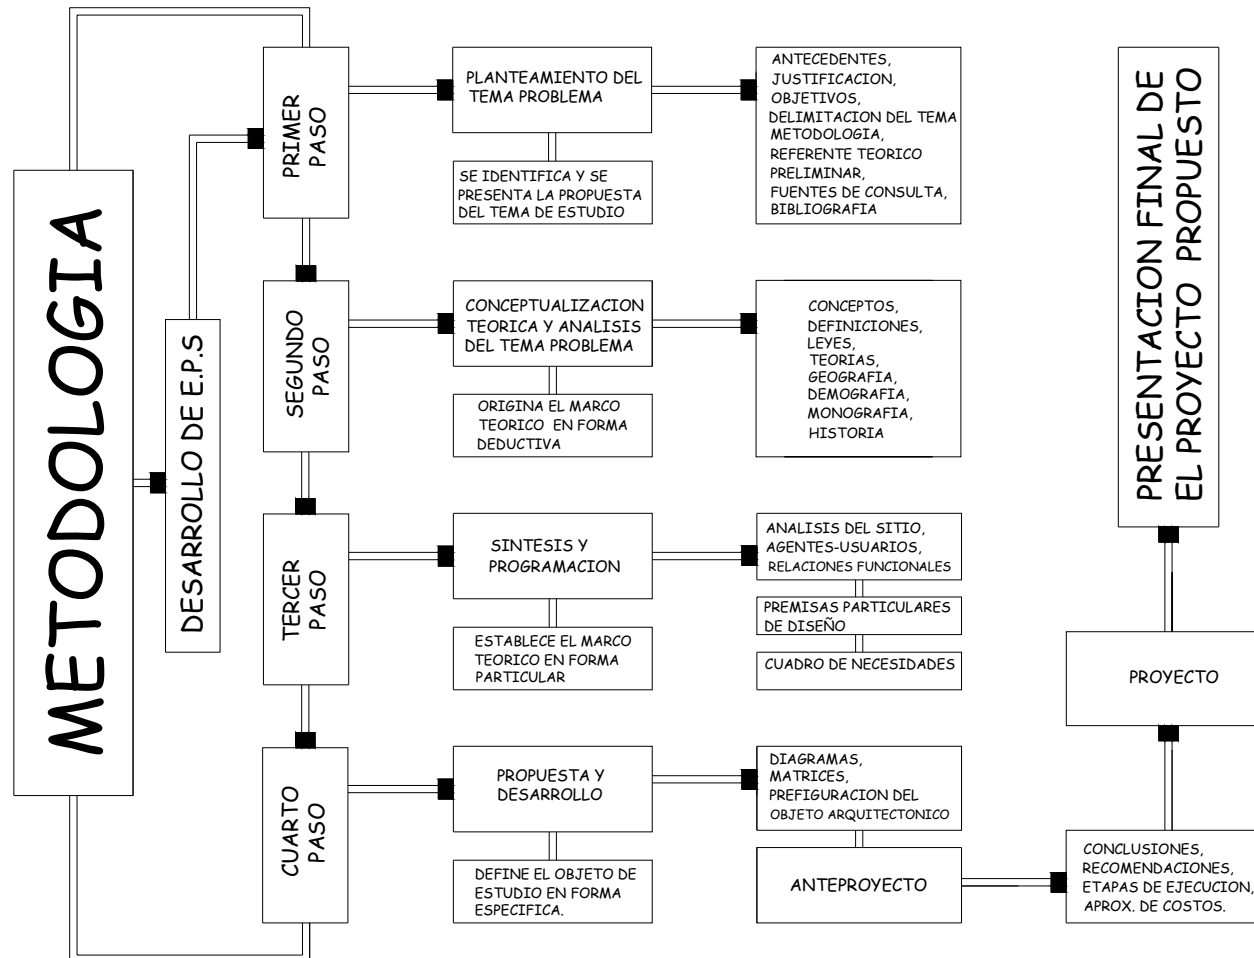 METODOLOGIA
DESARROLLO DE E.P.S
PRIMER
PASO
PLANTEAMIENTO DEL
TEMA PROBLEMA
SE IDENTIFICA Y SE
PRESENTA LA PROPUESTA
DEL TEMA DE ESTUDIO
ANTECEDENTES,
JUSTIFICACION,
OBJETIVOS,
DELIMITACION DEL TEMA
METODOLOGIA,
REFERENTE TEORICO
PRELIMINAR,
FUENTES DE CONSULTA,
BIBLIOGRAFIA
SEGUNDO
PASO
CONCEPTUALIZACION
TEORICA Y ANALISIS
DEL TEMA PROBLEMA
ORIGINA EL MARCO
TEORICO EN FORMA
DEDUCTIVA
CONCEPTOS,
DEFINICIONES,
LEYES,
TEORIAS,
GEOGRAFIA,
DEMOGRAFIA,
MONOGRAFIA,
HISTORIA
TERCER
PASO
SINTESIS Y
PROGRAMACION
ESTABLECE EL MARCO
TEORICO EN FORMA
PARTICULAR
ANALISIS DEL SITIO,
AGENTES-USUARIOS,
RELACIONES FUNCIONALES
PREMISAS PARTICULARES
DE DISEÑO
CUADRO DE NECESIDADES
CUARTO
PASO
PROPUESTA Y
DESARROLLO
DEFINE EL OBJETO DE
ESTUDIO EN FORMA
ESPECIFICA.
DIAGRAMAS,
MATRICES,
PREFIGURACION DEL
OBJETO ARQUITECTONICO
ANTEPROYECTO
CONCLUSIONES,
RECOMENDACIONES,
ETAPAS DE EJECUCION,
APROX. DE COSTOS.
PROYECTO
PRESENTACION FINAL DE
EL PROYECTO PROPUESTO